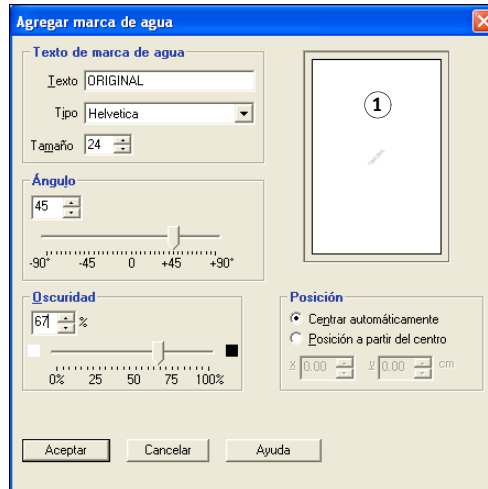 Agregar marca de agua
Texto de marca de agua
Texto ORIGINAL
Tipo Helvetica
Tamaño 24
1
Ángulo
45
-90° -45 0 +45 +90°
Oscuridad
67 %
0% 25 50 75 100%
Posición
Centrar automáticamente
Posición a partir del centro
x 0.00 y 0.00 cm
Aceptar Cancelar Ayuda